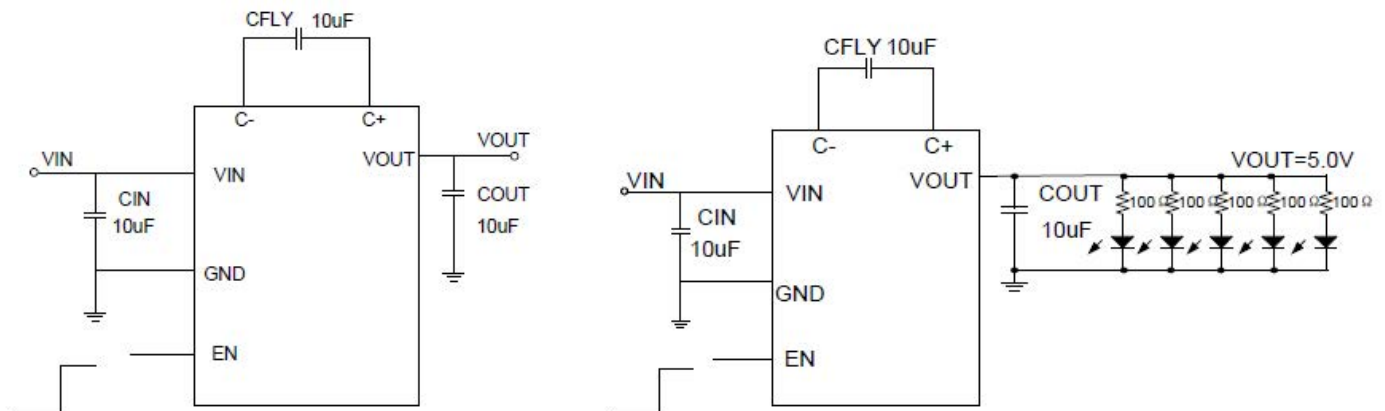 CFLY 10uF
C- C+
VIN
VIN
VOUT
VOUT
CIN
10uF
COUT
10uF
GND
EN
CFLY 10uF
C- C+
VIN
VIN
VOUT
VOUT=5.0V
CIN
10uF
COUT
10uF
100 Ω 100 Ω 100 Ω 100 Ω 100 Ω
GND
EN